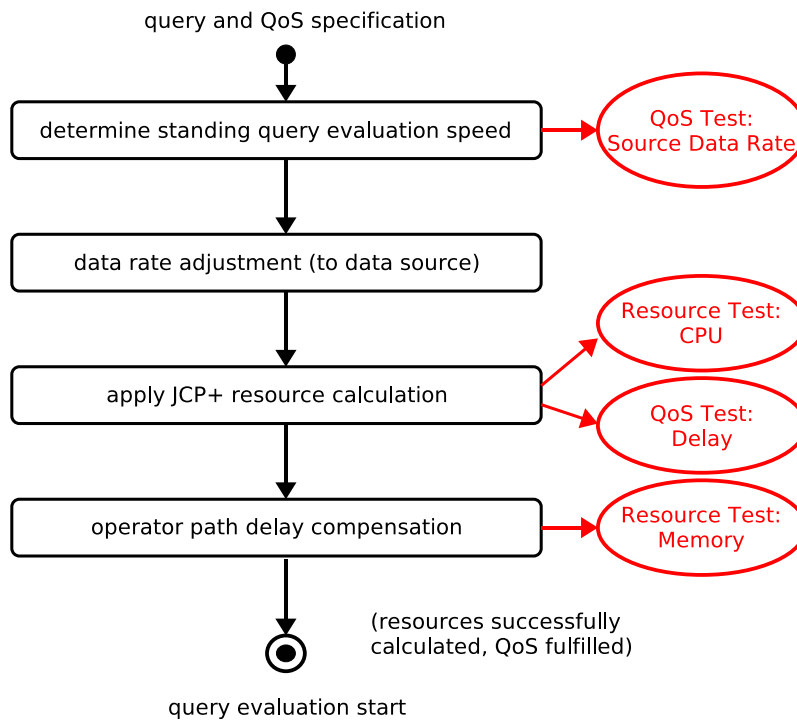 query and QoS specification
determine standing query evaluation speed
QoS Test:
Source Data Rate
data rate adjustment (to data source)
Resource Test:
CPU
apply JCP+ resource calculation
QoS Test:
Delay
operator path delay compensation
Resource Test:
Memory
(resources successfully
calculated, QoS fulfilled)
query evaluation start